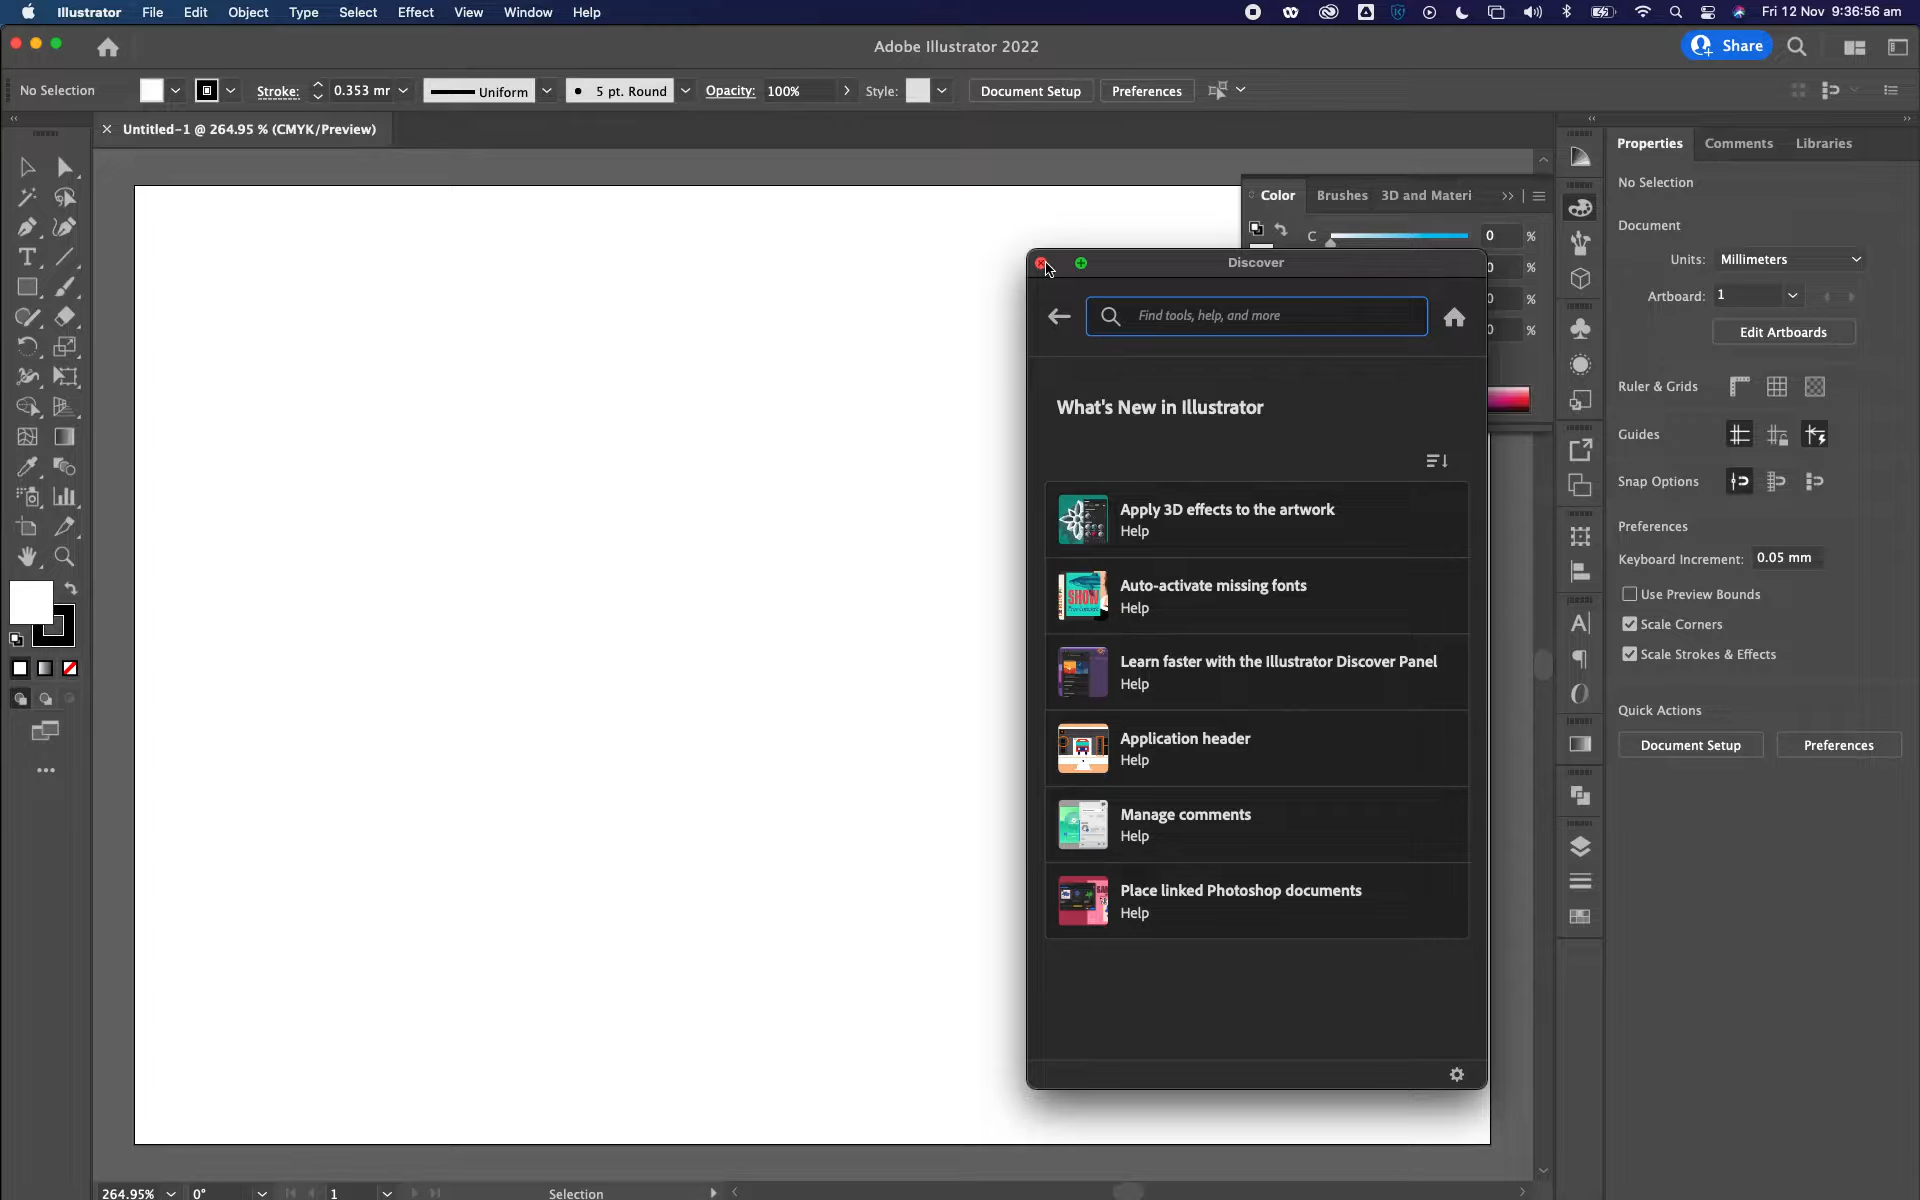 Illustrator File Edit Object Type Select Effect View Window Help
Fri 12 Nov 9:36:56 am
Adobe Illustrator 2022
Share
No Selection
Stroke: 0.353 mr
Uniform
5 pt. Round
Opacity: 100%
Style:
Document Setup
Preferences
× Untitled-1 @ 264.95 % (CMYK/Preview)
Color Brushes 3D and Materi
C 0 %
0 %
0 %
0 %
Discover
Find tools, help, and more
What's New in Illustrator
Apply 3D effects to the artwork
Help
SHOW
Auto-activate missing fonts
Help
Learn faster with the Illustrator Discover Panel
Help
Application header
Help
Manage comments
Help
Place linked Photoshop documents
Help
Properties Comments Libraries
No Selection
Document
Units: Millimeters
Artboard: 1
Edit Artboards
Ruler & Grids
Guides
Snap Options
Preferences
Keyboard Increment: 0.05 mm
Use Preview Bounds
Scale Corners
Scale Strokes & Effects
Quick Actions
Document Setup
Preferences
264.95% 0° 1 Selection